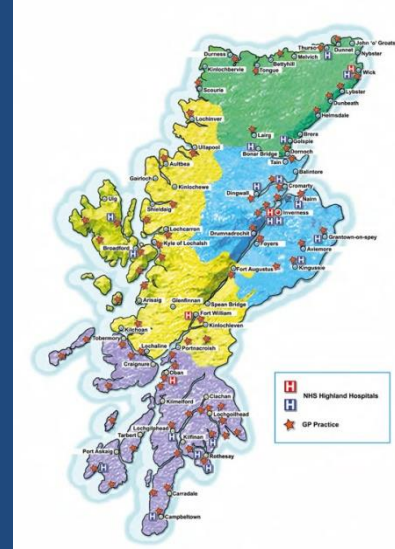 John 'o' Groats
Thurso
Dunnet
Nybster
Durness
Melvich
Bettyhill
Kinlochbervie
Tongue
Wick
Scourie
Lybster
Dunbeath
Helmsdale
Lochinver
Lairg
Brora
Golspie
Ullapool
Bonar Bridge
Dornoch
Tain
Aultbea
Balintore
Gairloch
Kinlochewe
Cromarty
Dingwall
Nairn
Uig
Shieldaig
Inverness
Lochcarron
Drumnadrochit
Grantown-on-spey
Broadford
Kyle of Lochalsh
Foyers
Aviemore
Fort Augustus
Kingussie
Arisaig
Glenfinnan
Spean Bridge
Fort William
Kilchoan
Kinlochleven
Tobermory
Lochaline
Portnacroish
Craignure
Oban
H
NHS Highland Hospitals
H
GP Practice
Clachan
Kilmelford
Lochgoilhead
Lochgilphead
Tarbert
Kilfinan
Port Askaig
Rothesay
Carradale
Campbeltown